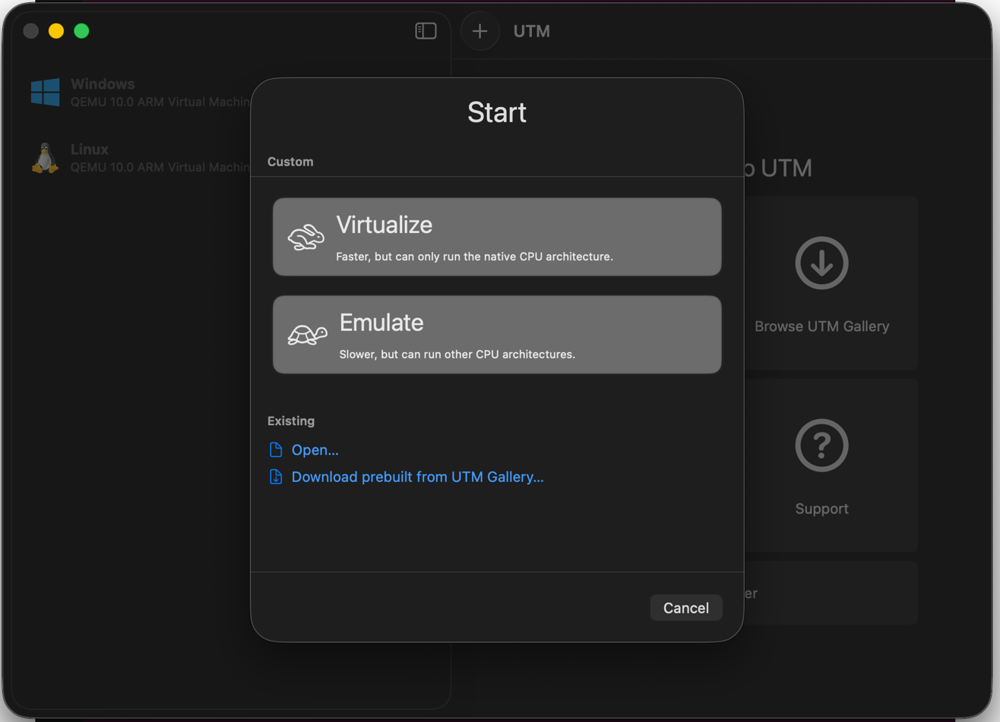 UTM
Windows
QEMU 10.0 ARM Virtual Machin
Linux
QEMU 10.0 ARM Virtual Machin
Start
Custom
Virtualize
Faster, but can only run the native CPU architecture.
Emulate
Slower, but can run other CPU architectures.
Existing
Open...
Download prebuilt from UTM Gallery...
Cancel
o UTM
Browse UTM Gallery
Support
er